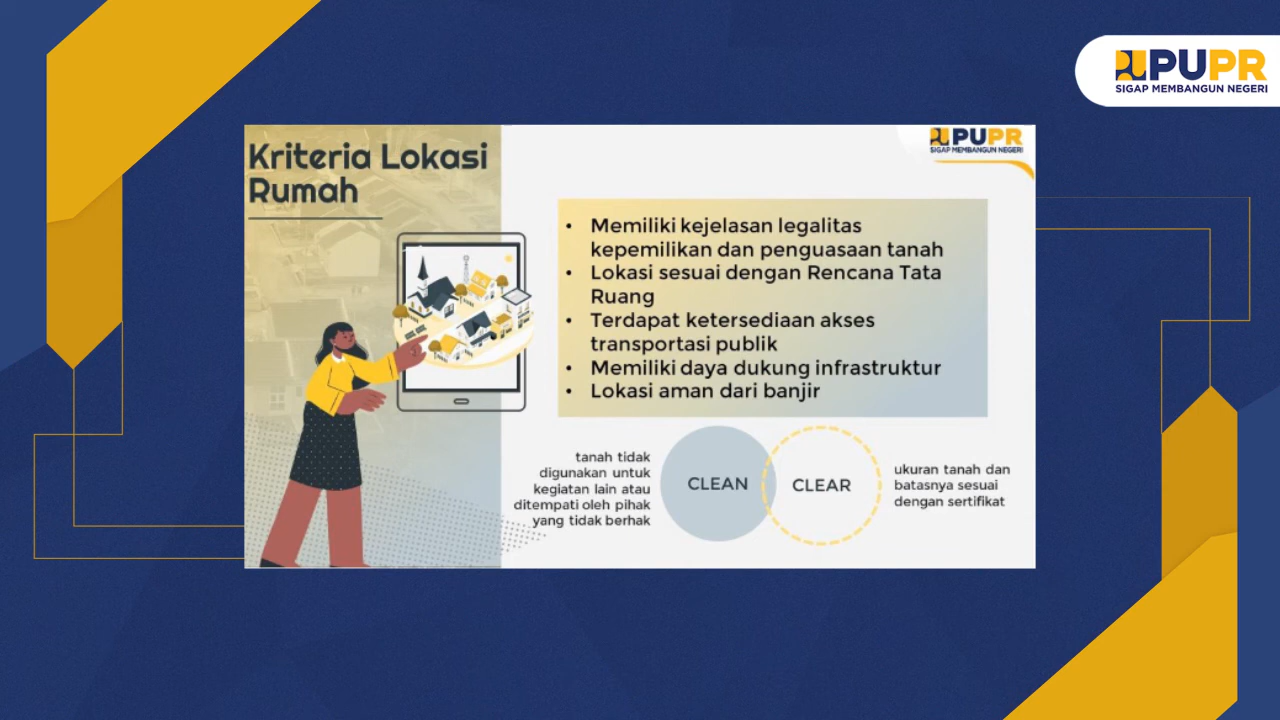 PUPR
SIGAP MEMBANGUN NEGERI
Kriteria Lokasi
Rumah
PUPR
SIGAP MEMBANGUN NEGERI
• Memiliki kejelasan legalitas
kepemilikan dan penguasaan tanah
• Lokasi sesuai dengan Rencana Tata
Ruang
• Terdapat ketersediaan akses
transportasi publik
• Memiliki daya dukung infrastruktur
• Lokasi aman dari banjir
tanah tidak
digunakan untuk
kegiatan lain atau
ditempati oleh pihak
yang tidak berhak
CLEAN
CLEAR
ukuran tanah dan
batasnya sesuai
dengan sertifikat